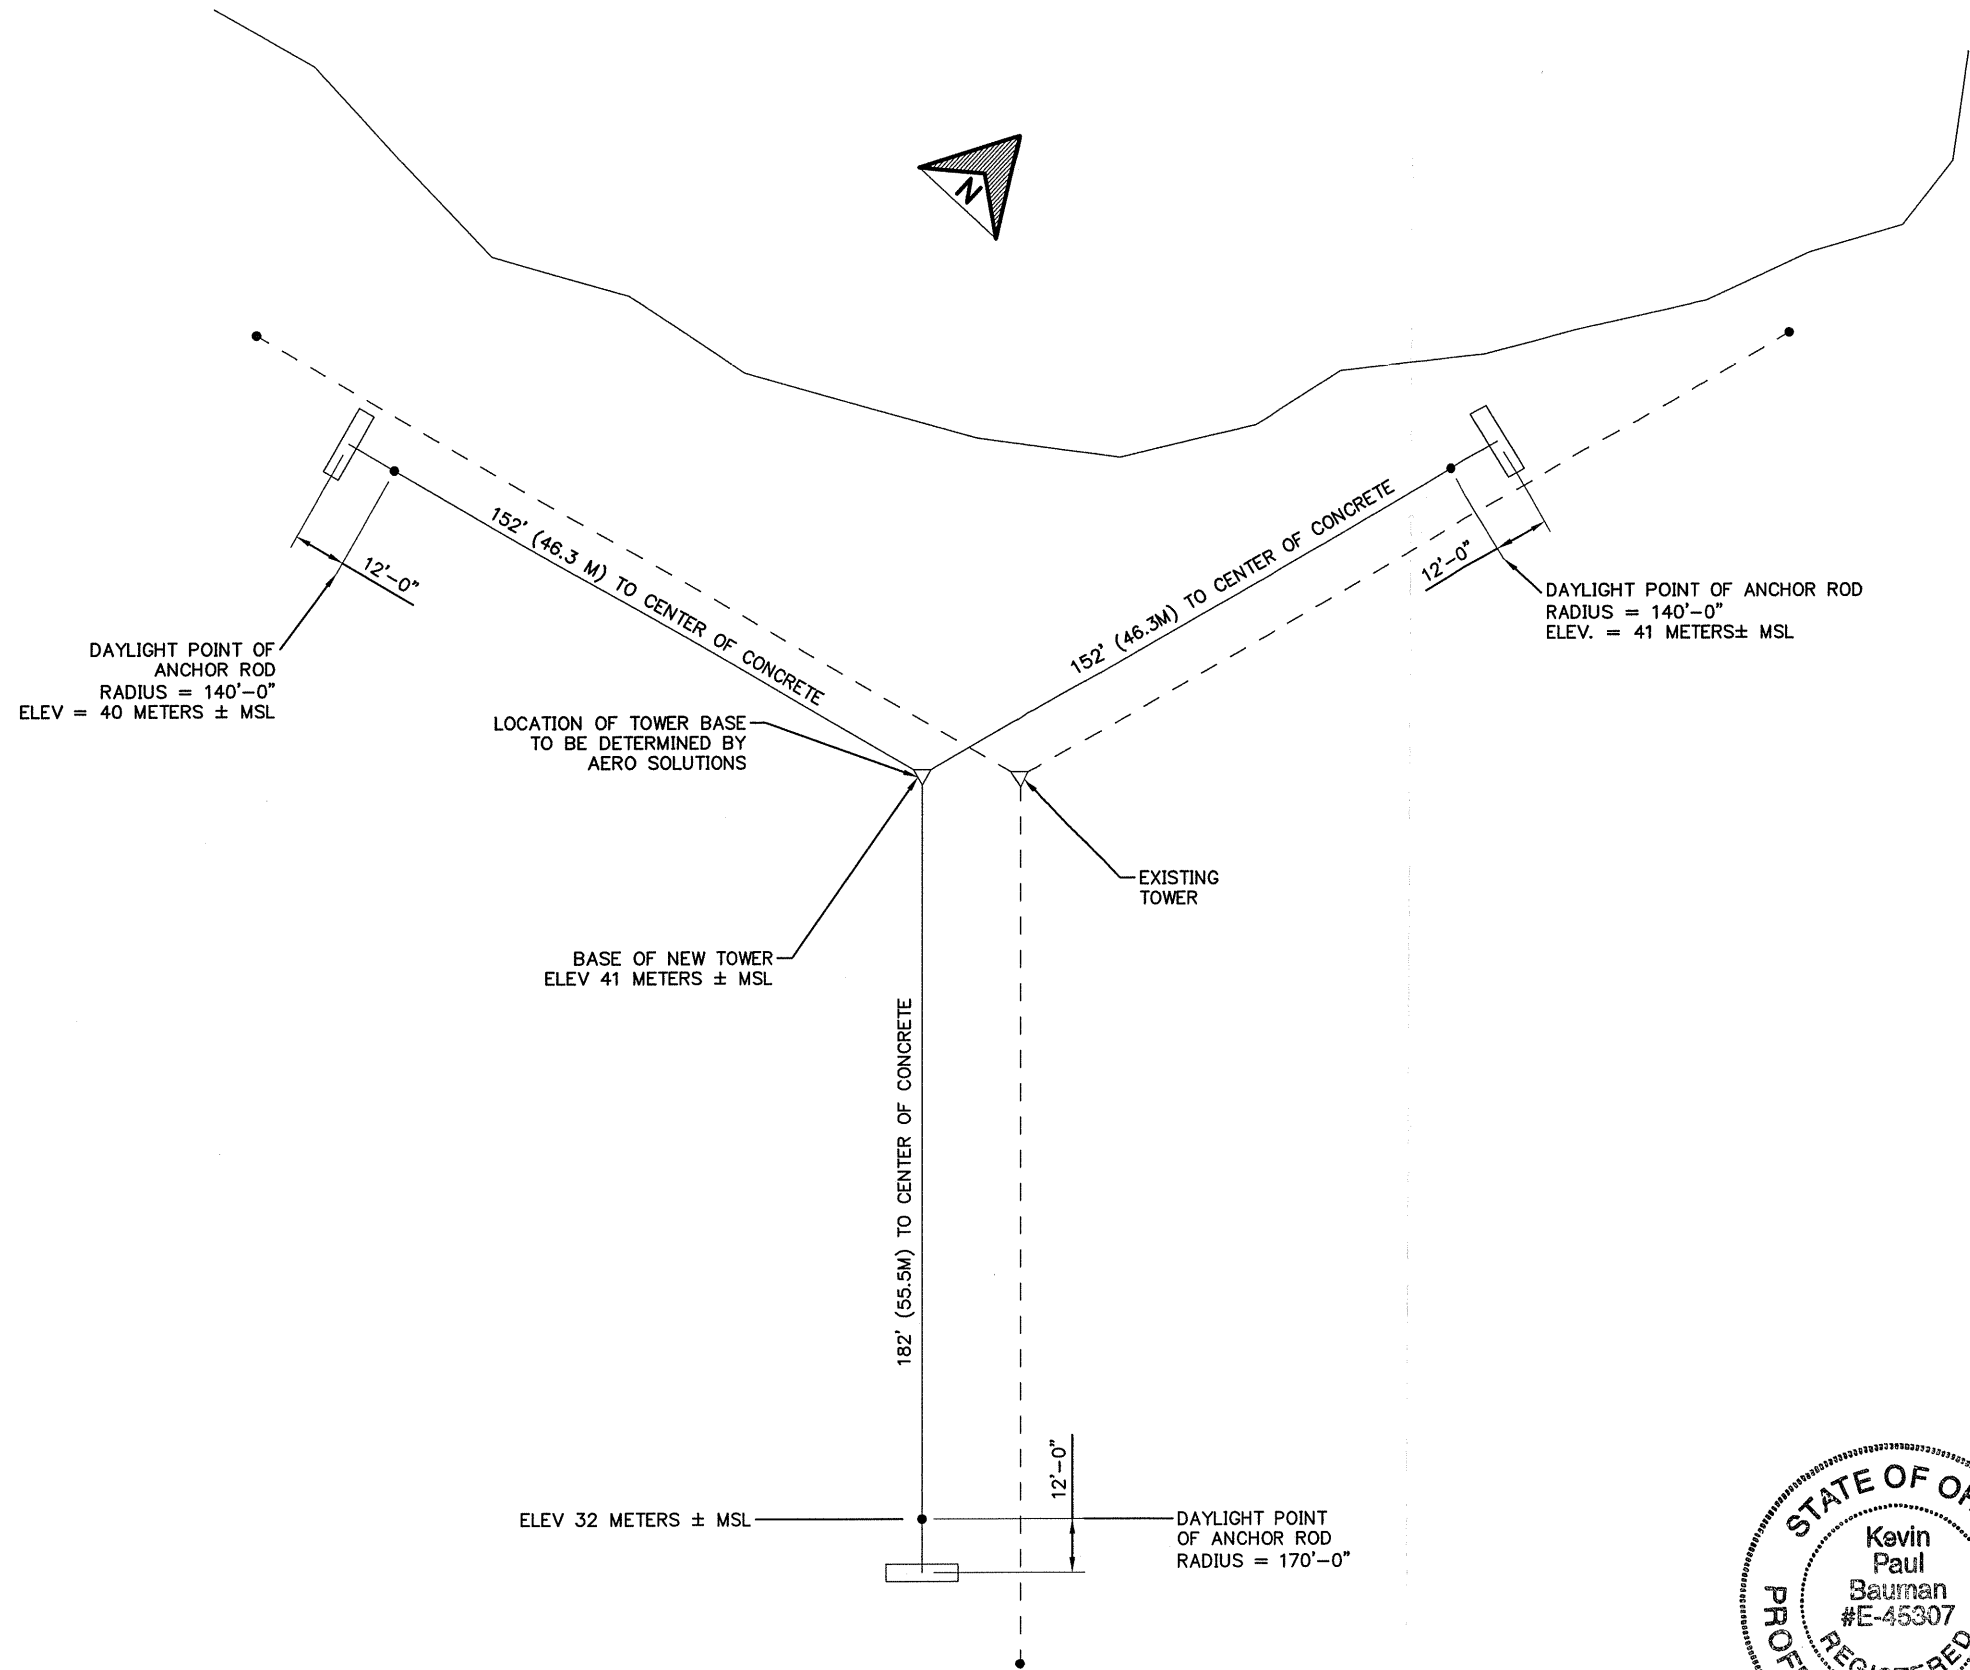 N
152' (46.3 M) TO CENTER OF CONCRETE
152' (46.3M) TO CENTER OF CONCRETE
12'-0"
12'-0"
DAYLIGHT POINT OF ANCHOR ROD
RADIUS = 140'-0"
ELEV. = 41 METERS± MSL
DAYLIGHT POINT OF
ANCHOR ROD
RADIUS = 140'-0"
ELEV = 40 METERS ± MSL
LOCATION OF TOWER BASE
TO BE DETERMINED BY
AERO SOLUTIONS
EXISTING
TOWER
BASE OF NEW TOWER
ELEV 41 METERS ± MSL
182' (55.5M) TO CENTER OF CONCRETE
12'-0"
ELEV 32 METERS ± MSL
DAYLIGHT POINT
OF ANCHOR ROD
RADIUS = 170'-0"
STATE OF
Kevin
Paul
Bauman
#E-45307
REGISTERED